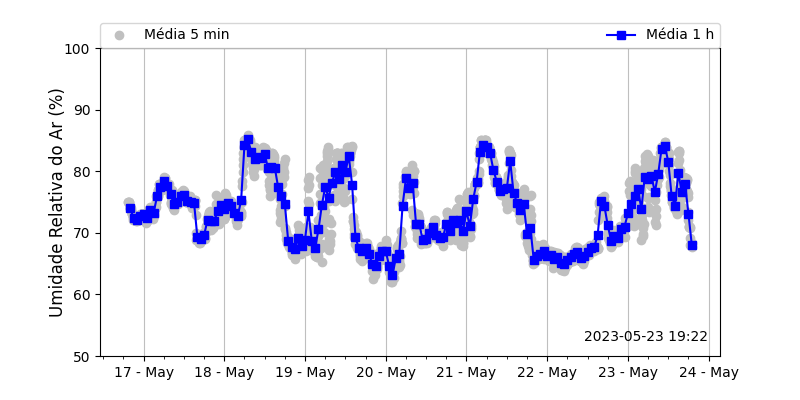 Média 5 min
Média 1 h
Umidade Relativa do Ar (%)
100
90
80
70
60
50
2023-05-23 19:22
17 - May
18 - May
19 - May
20 - May
21 - May
22 - May
23 - May
24 - May